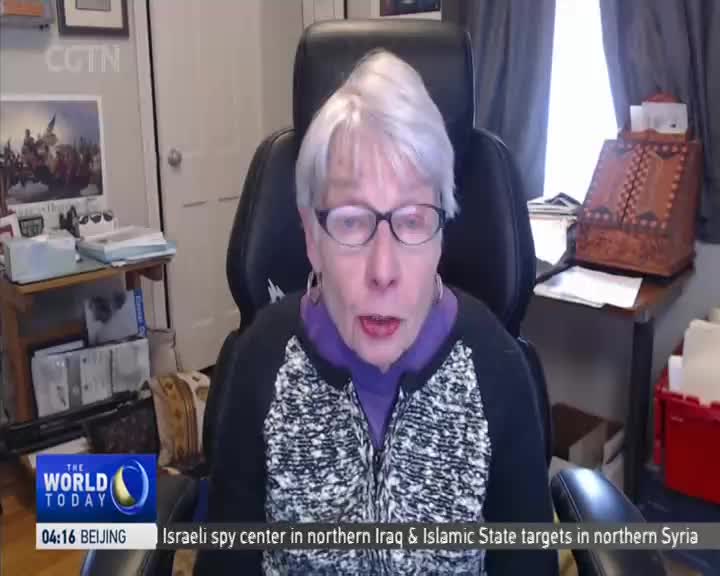 CGTN
THE
WORLD
TODAY
04:16 BEIJING
Israeli spy center in northern Iraq & Islamic State targets in northern Syria